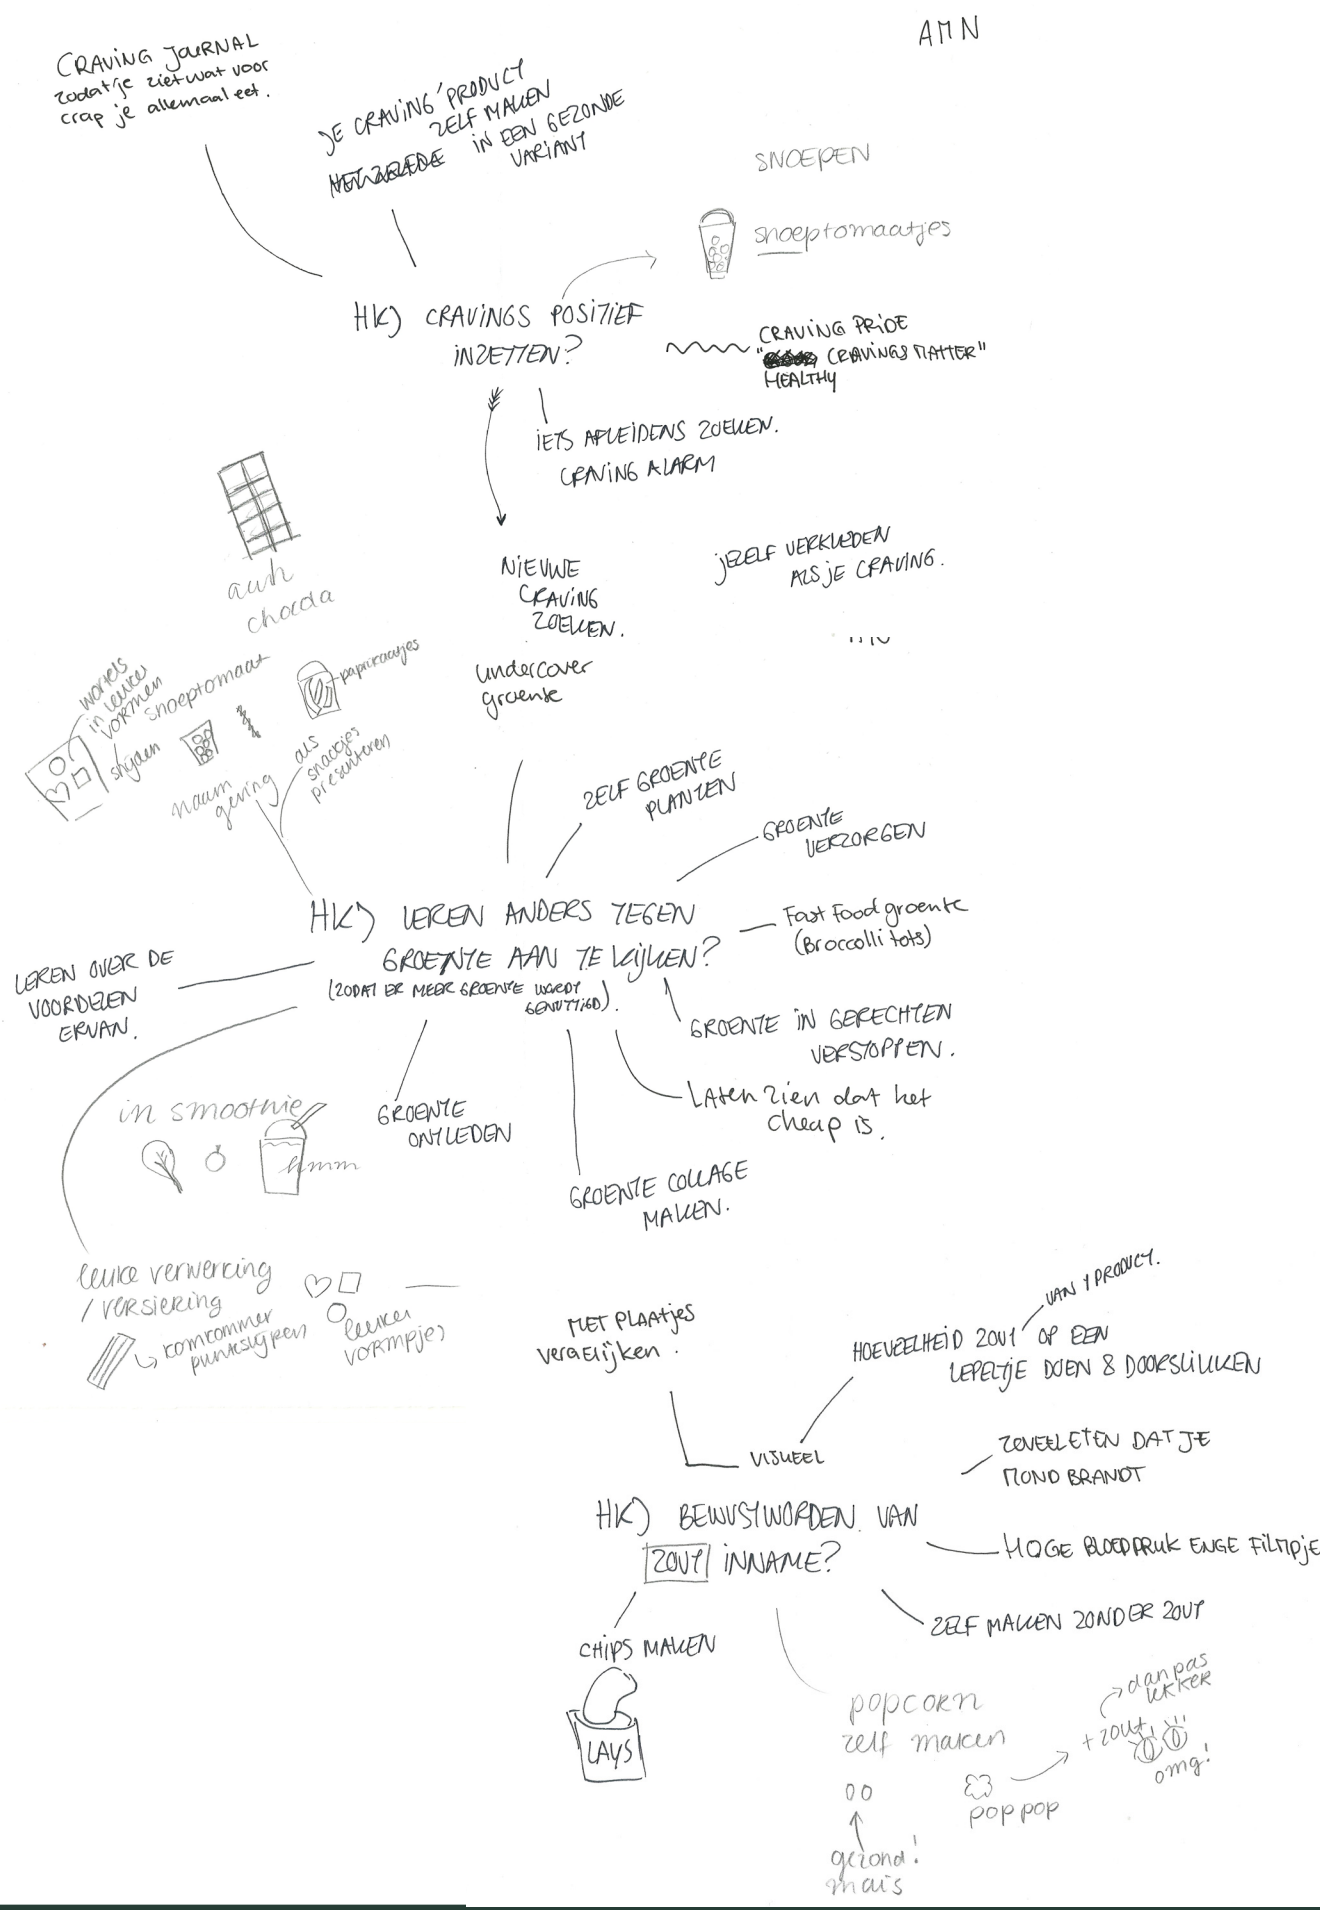 AMN
CRAVING JOURNAL
zodat je ziet wat voor
crap je allemaal eet.
JE CRAVING PRODUCT
ZELF MAKEN
IN EEN GEZONDE
VARIANT
SNOEPEN
snoeptomaatjes
HK) CRAVINGS POSITIEF
INZETTEN?
CRAVING PRIDE
" CRAVINGS MATTER"
HEALTHY
IETS AFLEIDENS ZOEKEN.
CRAVING ALARM
NIEUWE
CRAVING
ZOEKEN.
JEZELF VERKLEDEN
ALS JE CRAVING.
chocola
undercover
groente
wortels
in leuke
vormen
snijden
snoeptomaat
paprikaatjes
naam
geving
als
snackjes
presenteren
ZELF GROENTE
PLANTEN
GROENTE
VERZORGEN
HK) LEREN ANDERS TEGEN
GROENTE AAN TE KIJKEN?
(ZODAT ER MEER GROENTE WORDT
GENUTTIGD).
Fast Food groente
(Broccolli tots)
LEREN OVER DE
VOORDELEN
ERVAN.
GROENTE IN GERECHTEN
VERSTOPPEN.
Laten zien dat het
cheap is.
in smoothie
GROENTE
ONTLEDEN
GROENTE COLLAGE
MAKEN.
leuke verwerking
/ versiering
komkommer
puntslijpen
leuke
vormpjes
MET PLAATJES
vergelijken.
VAN 1 PRODUCT.
HOEVEELHEID ZOUT OP EEN
LEPELTJE DOEN & DOORSLIKKEN
VISUEEL
ZOVEEL ETEN DAT JE
MOND BRANDT
HK) BEWUSTWORDEN VAN
ZOUT INNAME?
HOGE BLOEDDRUK ENGE FILMPJE
ZELF MAKEN ZONDER ZOUT
CHIPS MAKEN
LAYS
popcorn
zelf maken
pop pop
+ zout
dan pas
lekker
omg!
gezond!
mais